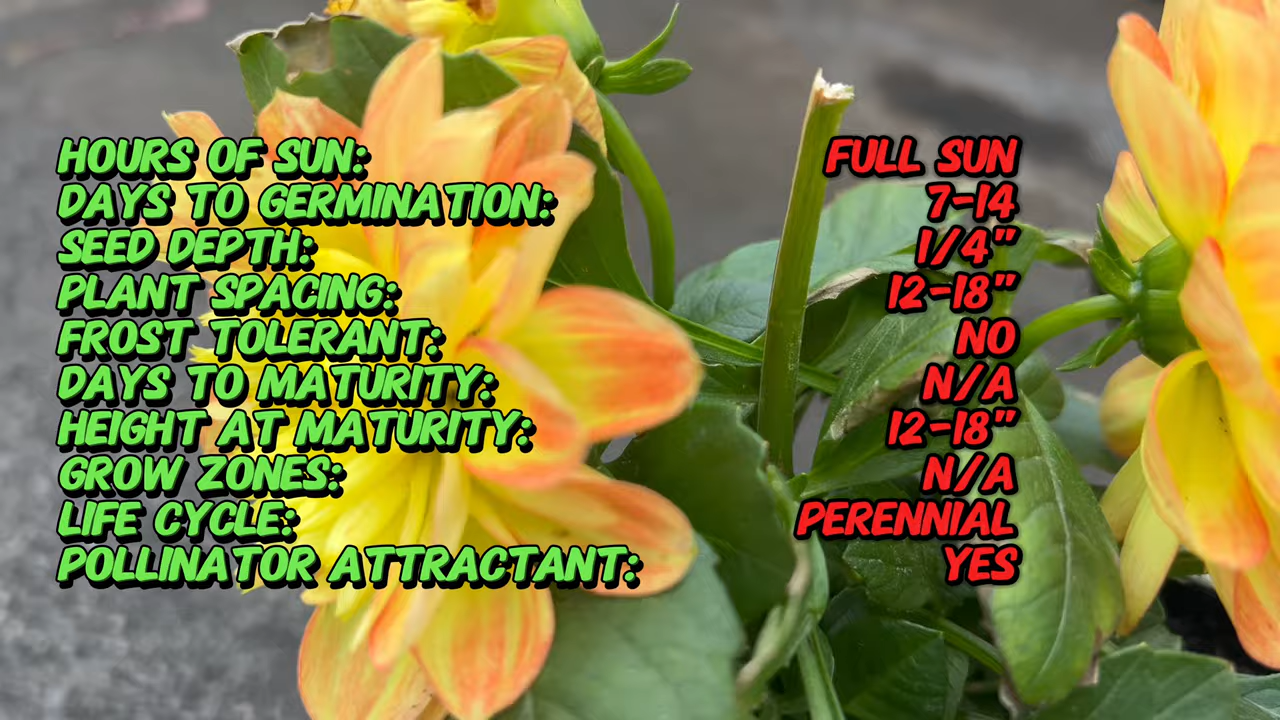 HOURS OF SUN: FULL SUN
DAYS TO GERMINATION: 7-14
SEED DEPTH: 1/4"
PLANT SPACING: 12-18"
FROST TOLERANT: NO
DAYS TO MATURITY: N/A
HEIGHT AT MATURITY: 12-18"
GROW ZONES: N/A
LIFE CYCLE: PERENNIAL
POLLINATOR ATTRACTANT: YES